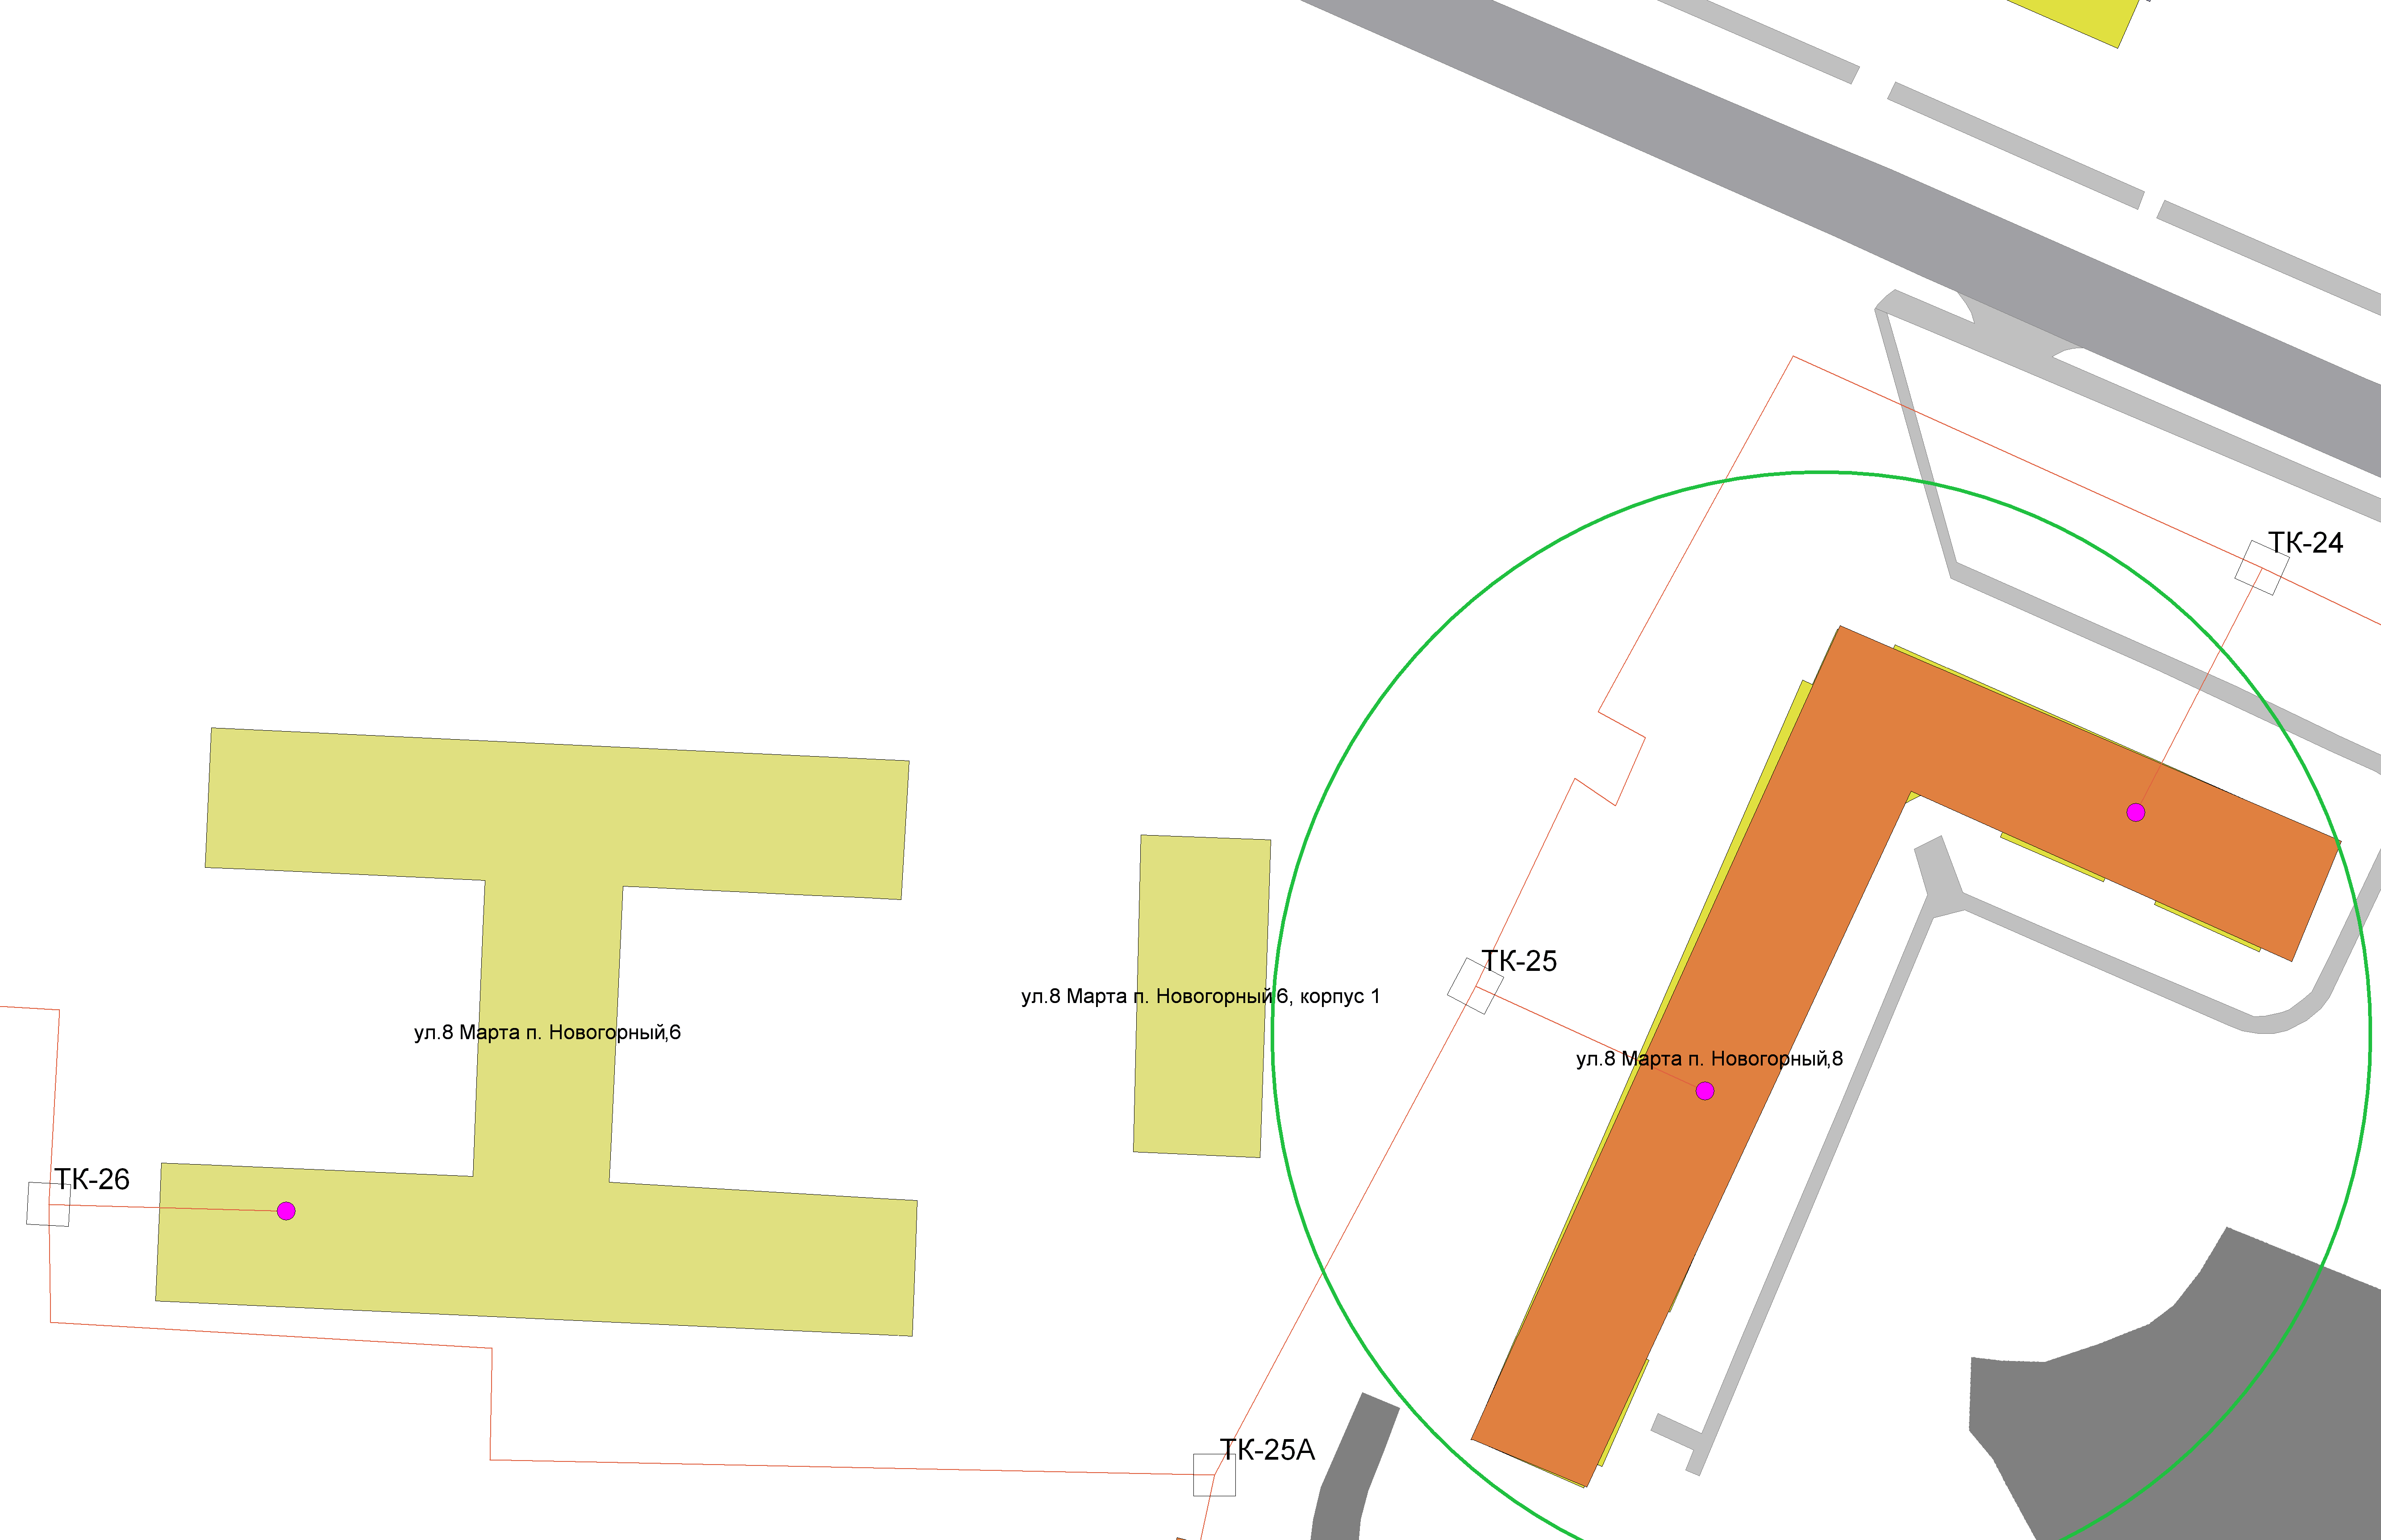 ТК-24
ТК-25
ул.8 Марта п. Новогорный 6, корпус 1
ул.8 Марта п. Новогорный,6
ул.8 Марта п. Новогорный,8
ТК-26
ТК-25А